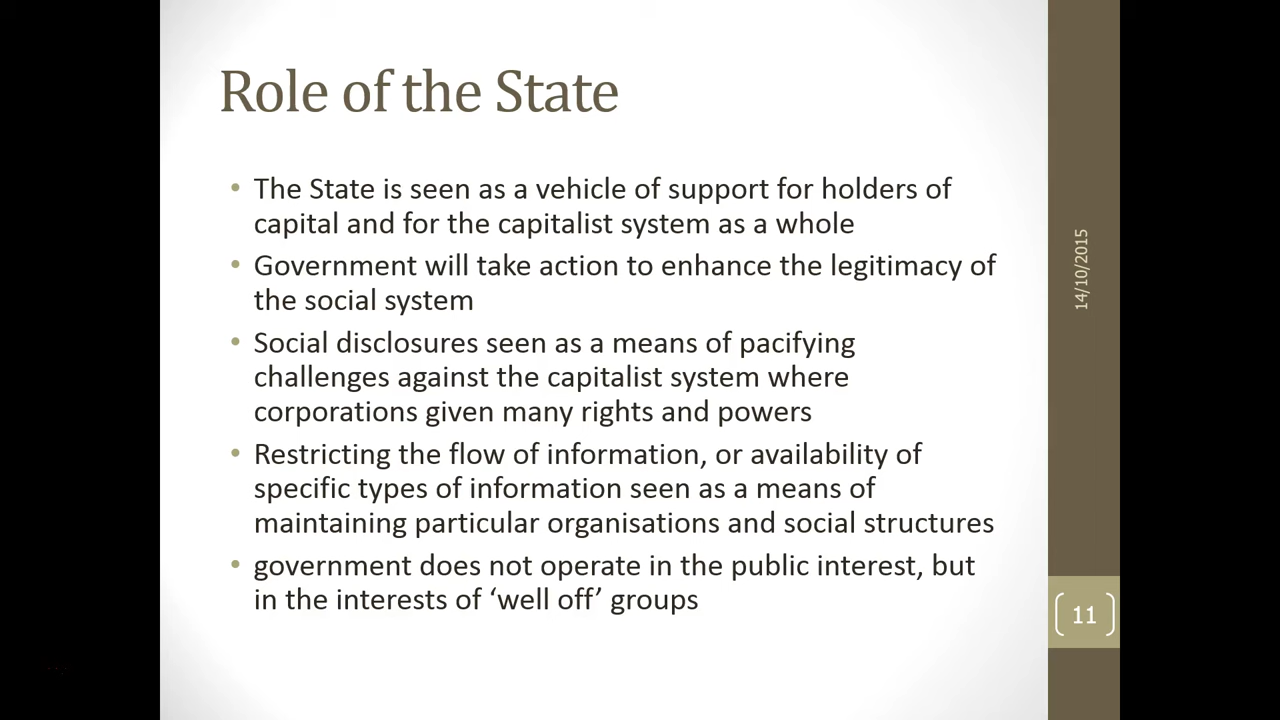 Role of the State
• The State is seen as a vehicle of support for holders of
capital and for the capitalist system as a whole
• Government will take action to enhance the legitimacy of
the social system
• Social disclosures seen as a means of pacifying
challenges against the capitalist system where
corporations given many rights and powers
• Restricting the flow of information, or availability of
specific types of information seen as a means of
maintaining particular organisations and social structures
• government does not operate in the public interest, but
in the interests of ‘well off’ groups
14/10/2015
11